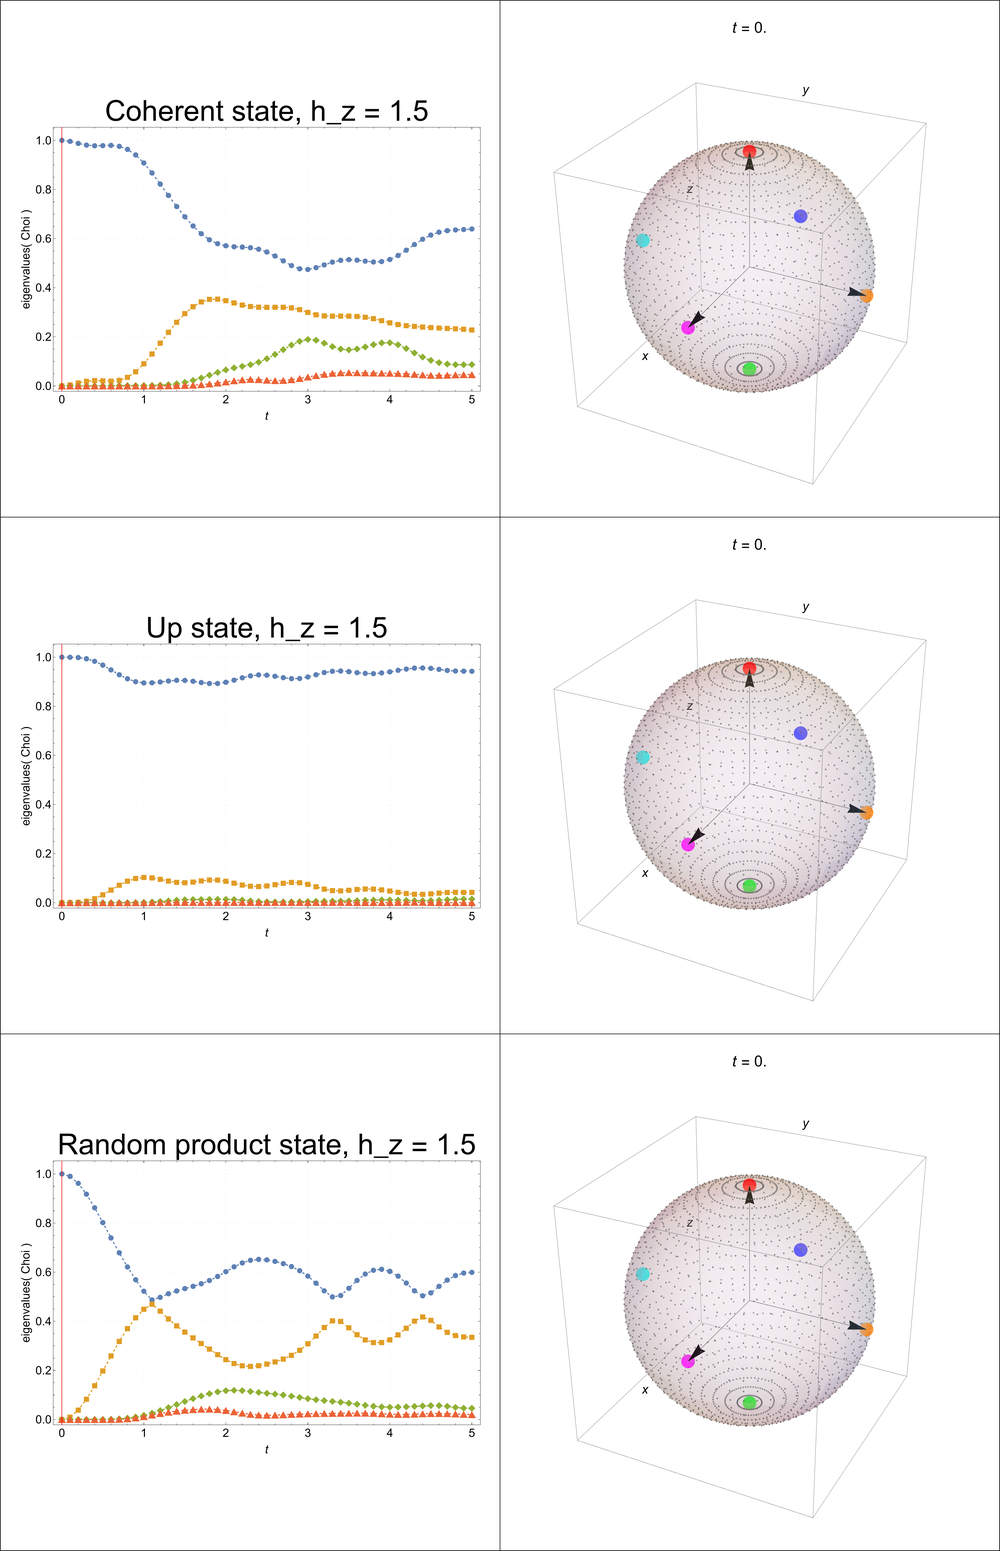 Coherent state, h_z = 1.5
eigenvalues( Choi )
1.0
0.8
0.6
0.4
0.2
0.0
0 1 2 3 4 5
t
t = 0.
y
z
x
Up state, h_z = 1.5
eigenvalues( Choi )
1.0
0.8
0.6
0.4
0.2
0.0
0 1 2 3 4 5
t
t = 0.
y
z
x
Random product state, h_z = 1.5
eigenvalues( Choi )
1.0
0.8
0.6
0.4
0.2
0.0
0 1 2 3 4 5
t
t = 0.
y
z
x